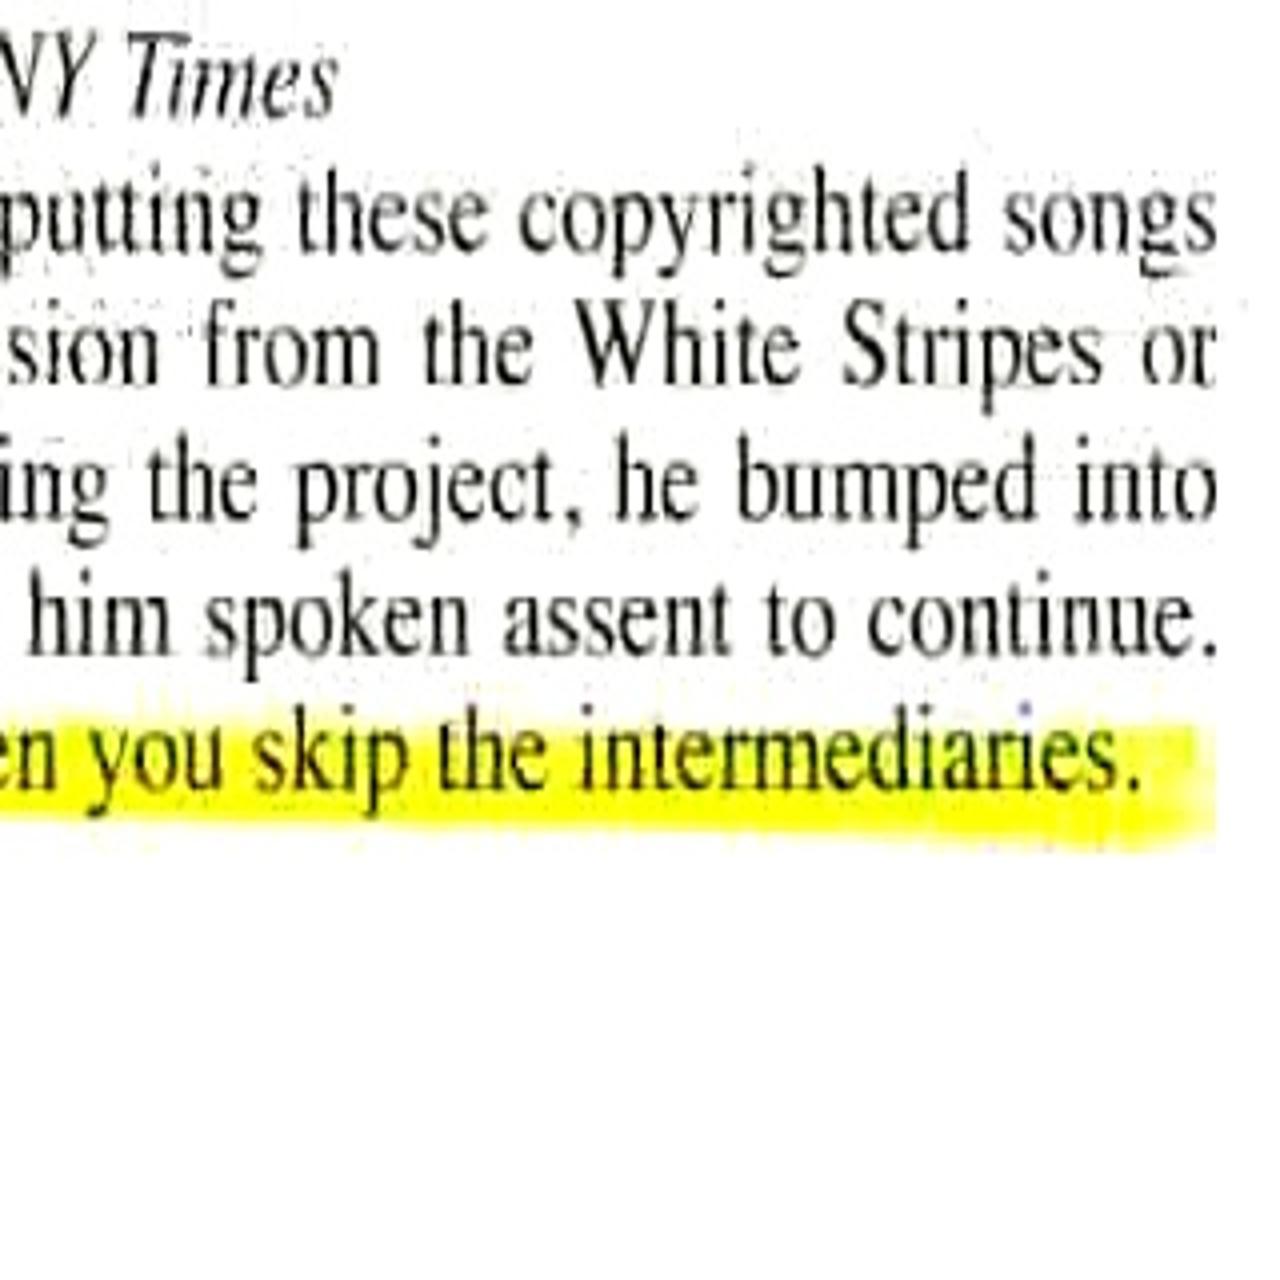 NY Times
putting these copyrighted songs
sion from the White Stripes or
ing the project, he bumped into
him spoken assent to continue.
en you skip the intermediaries.